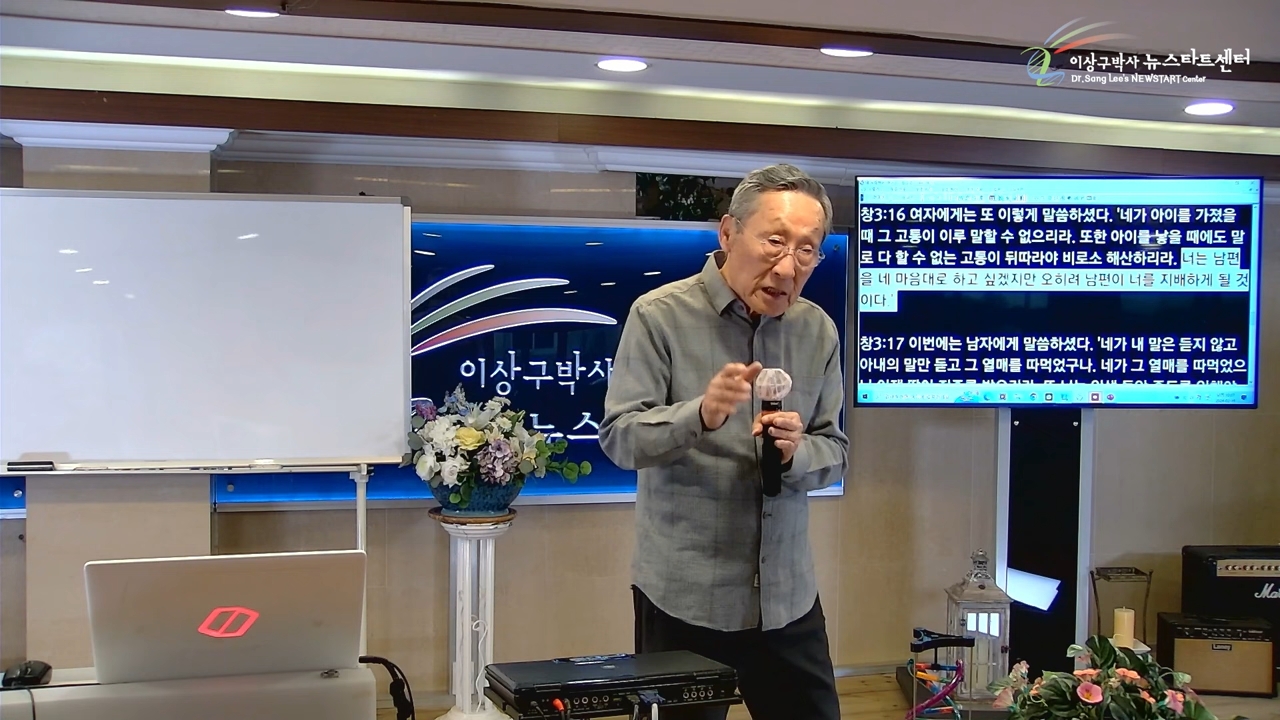 이상구박사 뉴스타트센터
Dr. Sang Lee's NEWSTART Center
창3:16 여자에게는 또 이렇게 말씀하셨다. '네가 아이를 가졌을
때 그 고통이 이루 말할 수 없으리라. 또한 아이를 낳을 때에도 말
로 다 할 수 없는 고통이 뒤따라야 비로소 해산하리라. 너는 남편
을 네 마음대로 하고 싶겠지만 오히려 남편이 너를 지배하게 될 것
이다.'
창3:17 이번에는 남자에게 말씀하셨다. '네가 내 말은 듣지 않고
아내의 말만 듣고 그 열매를 따먹었구나. 네가 그 열매를 따먹었으
이상구박사
뉴스
Laney